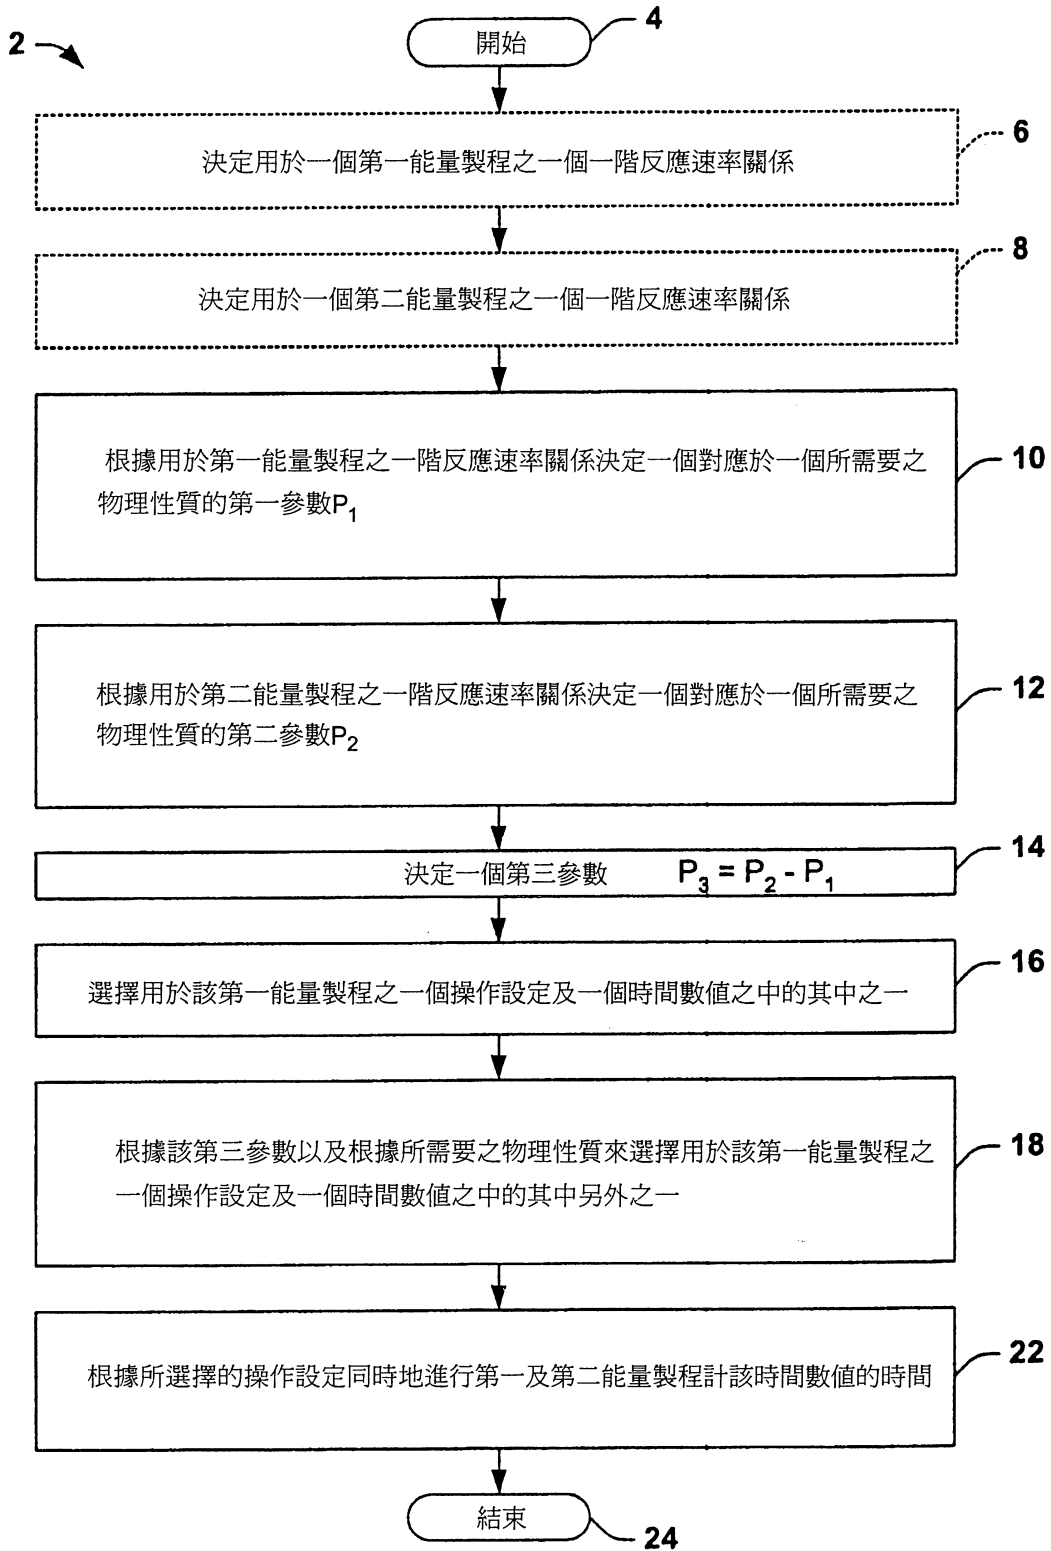 2
開始
4
決定用於一個第一能量製程之一個一階反應速率關係
6
決定用於一個第二能量製程之一個一階反應速率關係
8
根據用於第一能量製程之一階反應速率關係決定一個對應於一個所需要之
物理性質的第一參數P₁
10
根據用於第二能量製程之一階反應速率關係決定一個對應於一個所需要之
物理性質的第二參數P₂
12
決定一個第三參數 P₃ = P₂ - P₁
14
選擇用於該第一能量製程之一個操作設定及一個時間數值之中的其中之一
16
根據該第三參數以及根據所需要之物理性質來選擇用於該第一能量製程之
一個操作設定及一個時間數值之中的其中另外之一
18
根據所選擇的操作設定同時地進行第一及第二能量製程計該時間數值的時間
22
結束
24